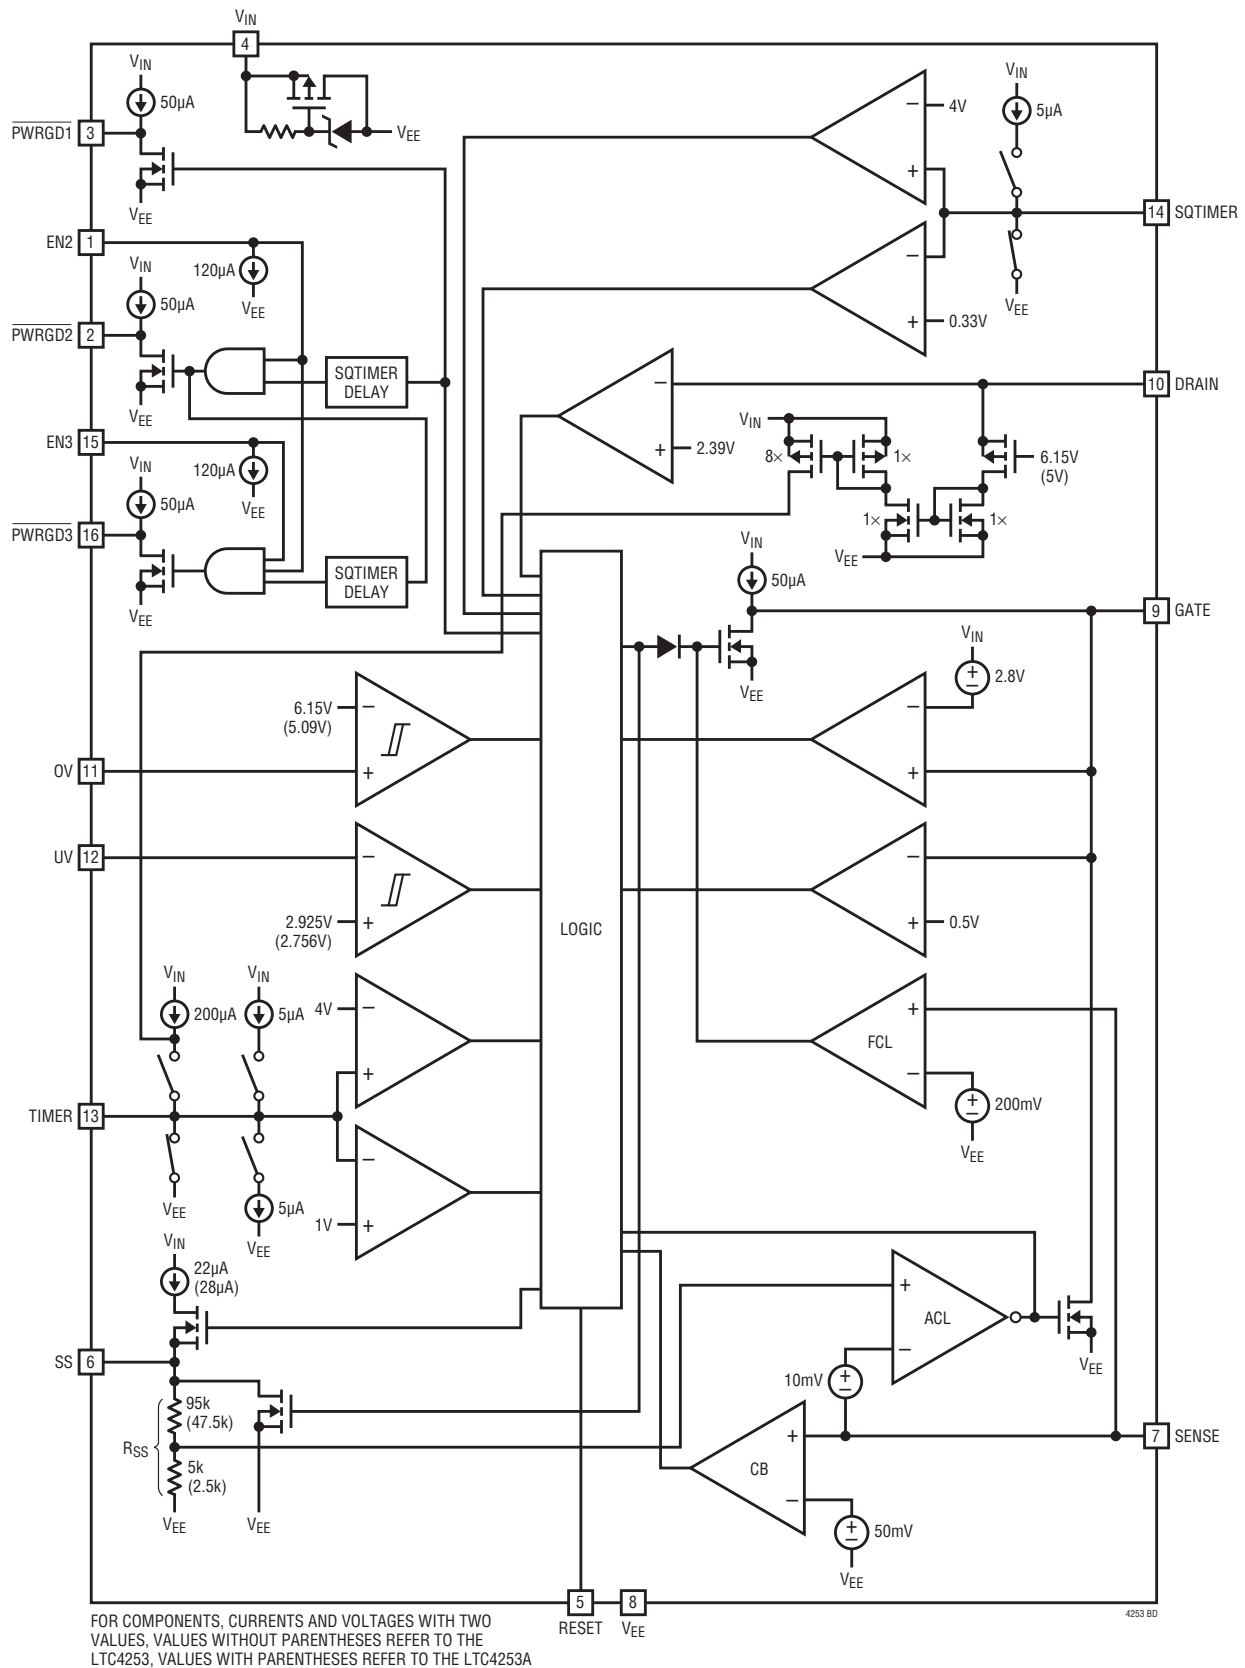 VIN
4
VIN
50µA
PWRGD1
3
VEE
VEE
4V
−
+
VIN
5µA
14
SQTIMER
VEE
−
+
0.33V
EN2
1
VIN
120µA
50µA
VEE
PWRGD2
2
SQTIMER
DELAY
VEE
EN3
15
VIN
120µA
50µA
VEE
PWRGD3
16
SQTIMER
DELAY
VEE
−
+
2.39V
10
DRAIN
VIN
8×
1×
6.15V
(5V)
1×
1×
VEE
VIN
50µA
9
GATE
VEE
VIN
+
−
2.8V
−
+
6.15V
(5.09V)
−
+
OV
11
UV
12
−
+
2.925V
(2.756V)
LOGIC
−
+
0.5V
VIN
200µA
VIN
5µA
4V
−
+
FCL
+
−
+
−
200mV
VEE
TIMER
13
−
+
1V
VEE
5µA
VEE
VIN
22µA
(28µA)
SS
6
95k
(47.5k)
RSS
5k
(2.5k)
VEE
VEE
+
ACL
−
VEE
10mV
+
−
+
CB
−
7
SENSE
+
−
50mV
VEE
5
RESET
8
VEE
4253 BD
FOR COMPONENTS, CURRENTS AND VOLTAGES WITH TWO
VALUES, VALUES WITHOUT PARENTHESES REFER TO THE
LTC4253, VALUES WITH PARENTHESES REFER TO THE LTC4253A